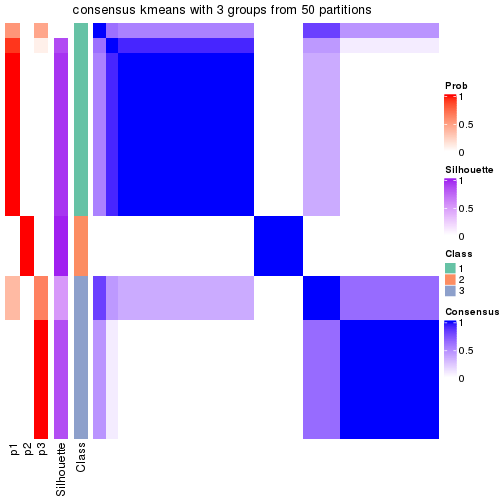 consensus kmeans with 3 groups from 50 partitions
Prob
1
0.5
0
Silhouette
1
0.5
0
Class
1
2
3
Consensus
1
0.5
0
p1
p2
p3
Silhouette
Class